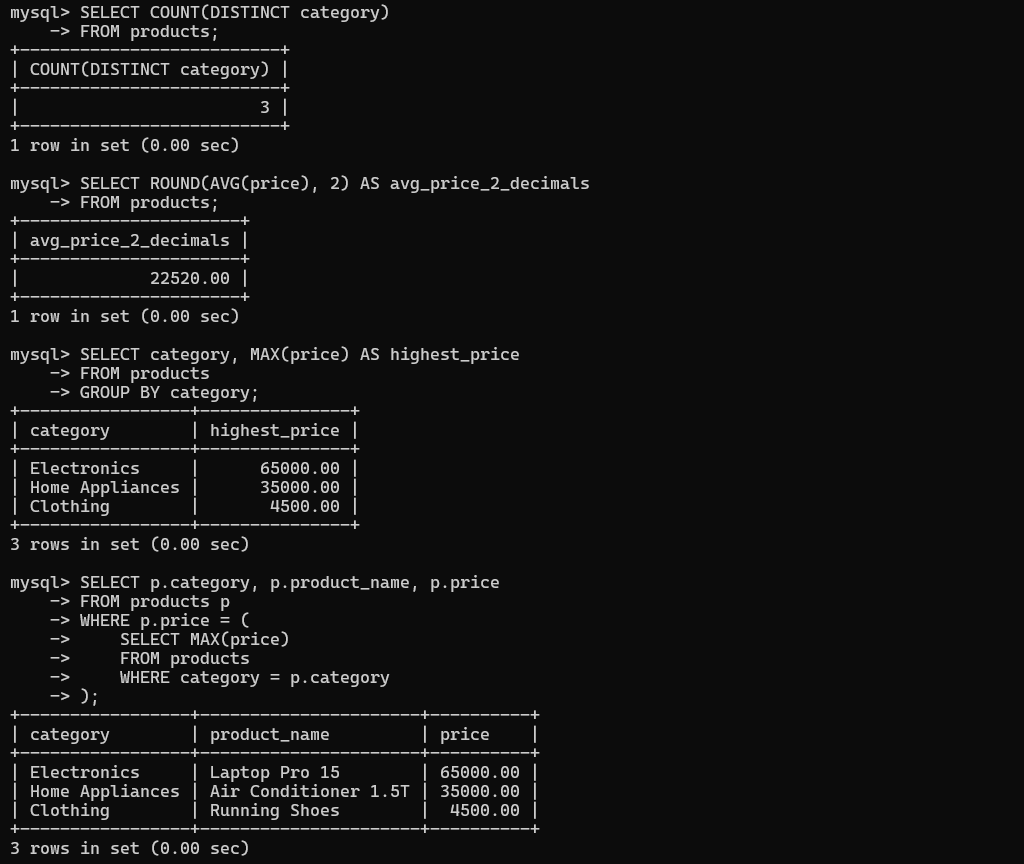 mysql> SELECT COUNT(DISTINCT category)
    -> FROM products;
+--------------------------+
| COUNT(DISTINCT category) |
+--------------------------+
|                        3 |
+--------------------------+
1 row in set (0.00 sec)

mysql> SELECT ROUND(AVG(price), 2) AS avg_price_2_decimals
    -> FROM products;
+----------------------+
| avg_price_2_decimals |
+----------------------+
|             22520.00 |
+----------------------+
1 row in set (0.00 sec)

mysql> SELECT category, MAX(price) AS highest_price
    -> FROM products
    -> GROUP BY category;
+-----------------+---------------+
| category        | highest_price |
+-----------------+---------------+
| Electronics     |      65000.00 |
| Home Appliances |      35000.00 |
| Clothing        |       4500.00 |
+-----------------+---------------+
3 rows in set (0.00 sec)

mysql> SELECT p.category, p.product_name, p.price
    -> FROM products p
    -> WHERE p.price = (
    ->     SELECT MAX(price)
    ->     FROM products
    ->     WHERE category = p.category
    -> );
+-----------------+----------------------+----------+
| category        | product_name         | price    |
+-----------------+----------------------+----------+
| Electronics     | Laptop Pro 15        | 65000.00 |
| Home Appliances | Air Conditioner 1.5T | 35000.00 |
| Clothing        | Running Shoes        |  4500.00 |
+-----------------+----------------------+----------+
3 rows in set (0.00 sec)